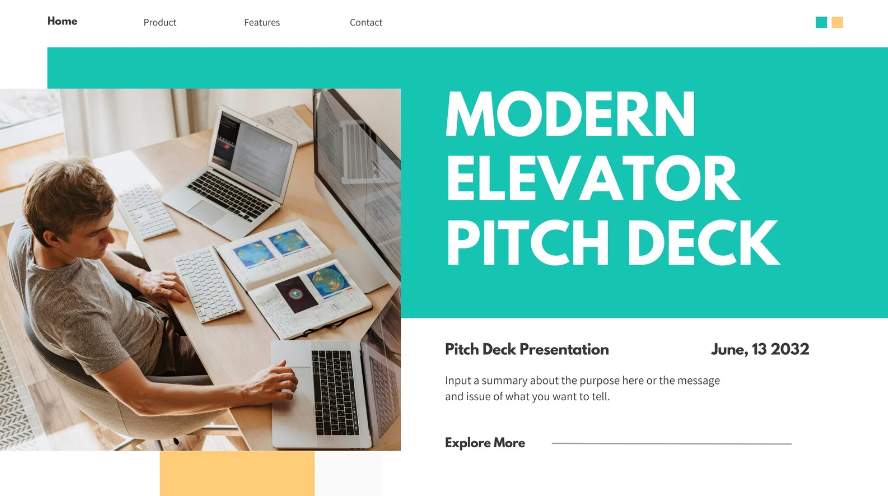 Home Product Features Contact
MODERN
ELEVATOR
PITCH DECK
Pitch Deck Presentation June, 13 2032
Input a summary about the purpose here or the message
and issue of what you want to tell.
Explore More